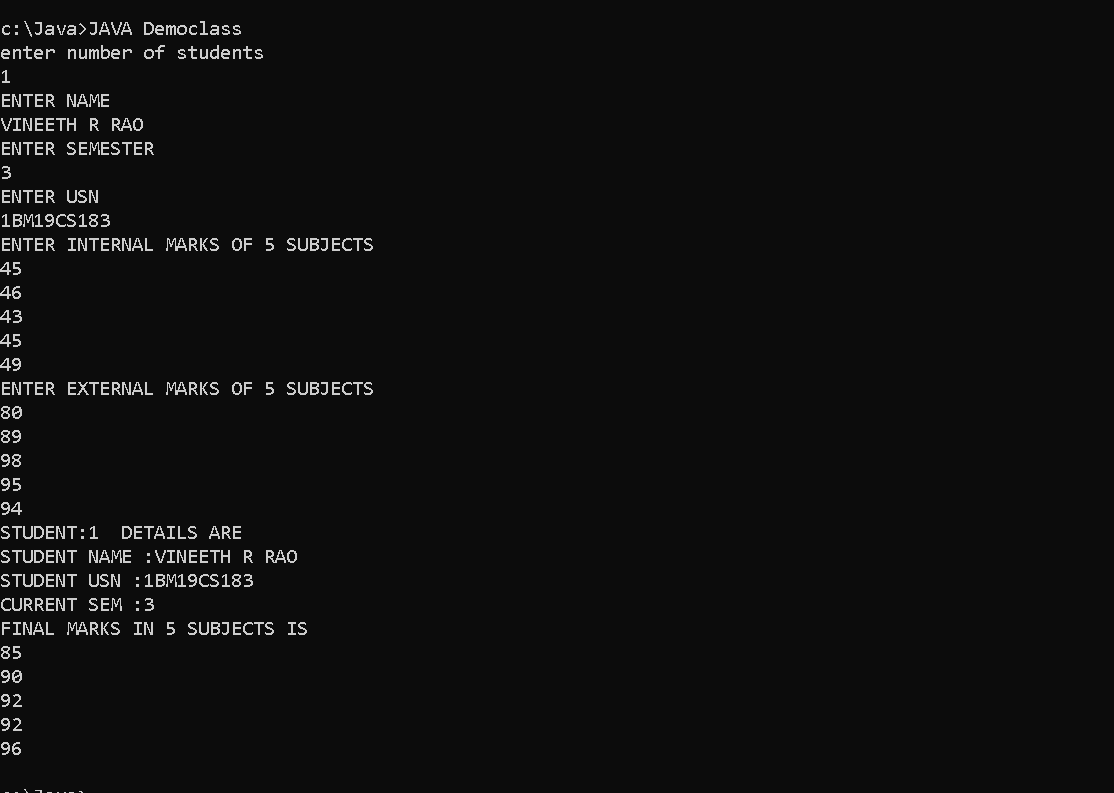 c:\Java>JAVA Democlass
enter number of students
1
ENTER NAME
VINEETH R RAO
ENTER SEMESTER
3
ENTER USN
1BM19CS183
ENTER INTERNAL MARKS OF 5 SUBJECTS
45
46
43
45
49
ENTER EXTERNAL MARKS OF 5 SUBJECTS
80
89
98
95
94
STUDENT:1  DETAILS ARE
STUDENT NAME :VINEETH R RAO
STUDENT USN :1BM19CS183
CURRENT SEM :3
FINAL MARKS IN 5 SUBJECTS IS
85
90
92
92
96
c:\Java>